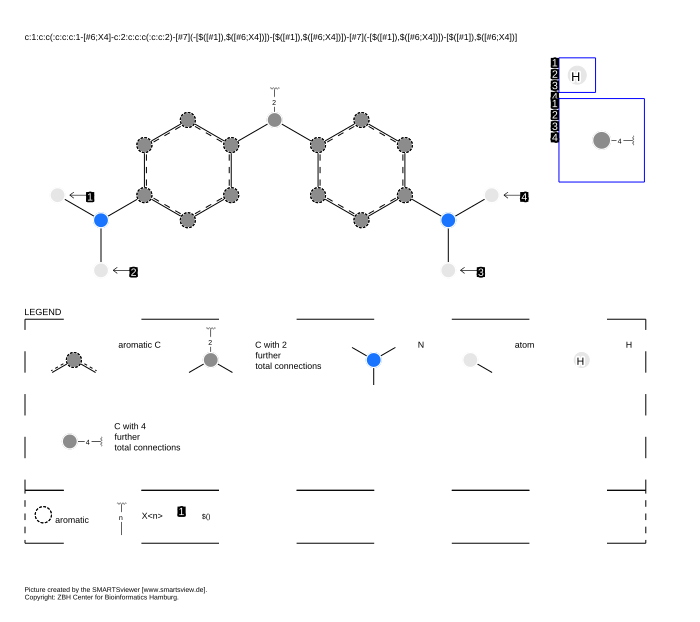 c:1:c:c(:c:c:c:1-[#6;X4]-c:2:c:c:c(:c:c:2)-[#7](-[$([#1]),$([#6;X4])])-[$([#1]),$([#6;X4])])-[#7](-[$([#1]),$([#6;X4])])-[$([#1]),$([#6;X4])]
1
2
3
4
H
1
2
3
4
4
2
1
4
2
3
LEGEND
aromatic C
2
C with 2
further
total connections
N
atom
H
H
4
C with 4
further
total connections
aromatic
n
X<n>
1
$()
Picture created by the SMARTSviewer [www.smartsview.de].
Copyright: ZBH Center for Bioinformatics Hamburg.